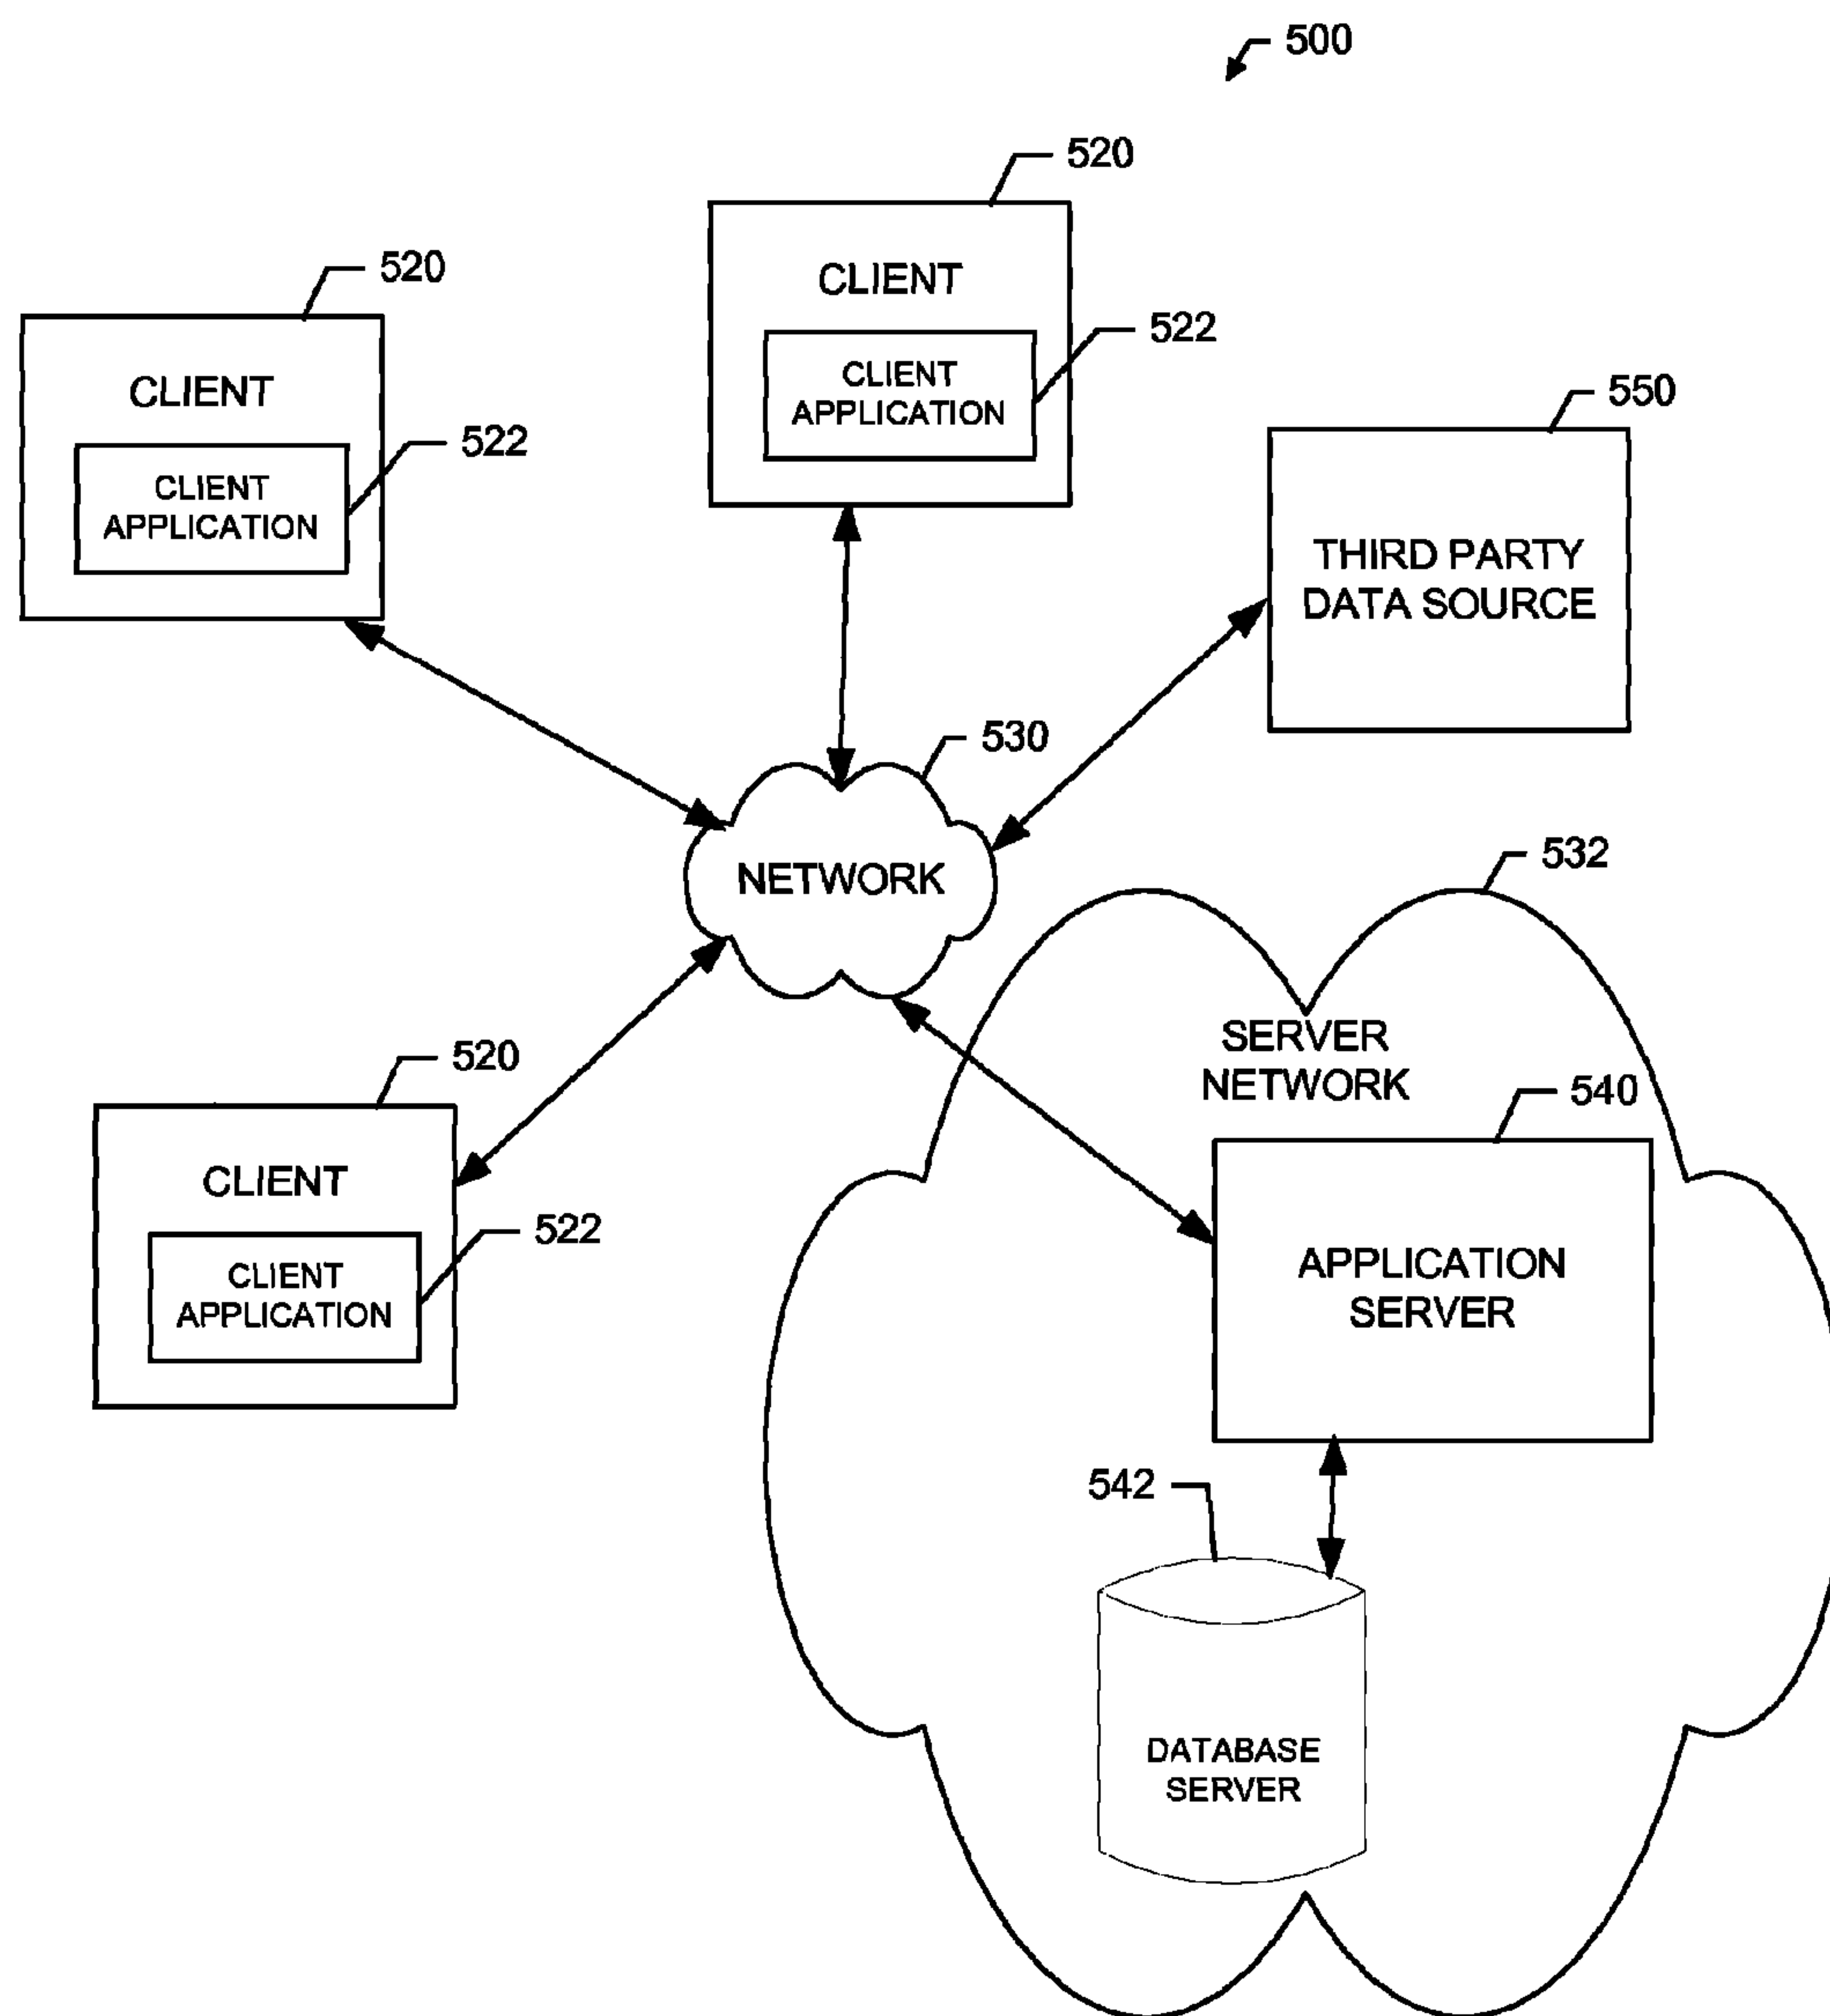 500
520
CLIENT
CLIENT
APPLICATION
522
520
CLIENT
CLIENT
APPLICATION
522
550
THIRD PARTY
DATA SOURCE
530
NETWORK
532
SERVER
NETWORK
540
APPLICATION
SERVER
520
CLIENT
CLIENT
APPLICATION
522
542
DATABASE
SERVER